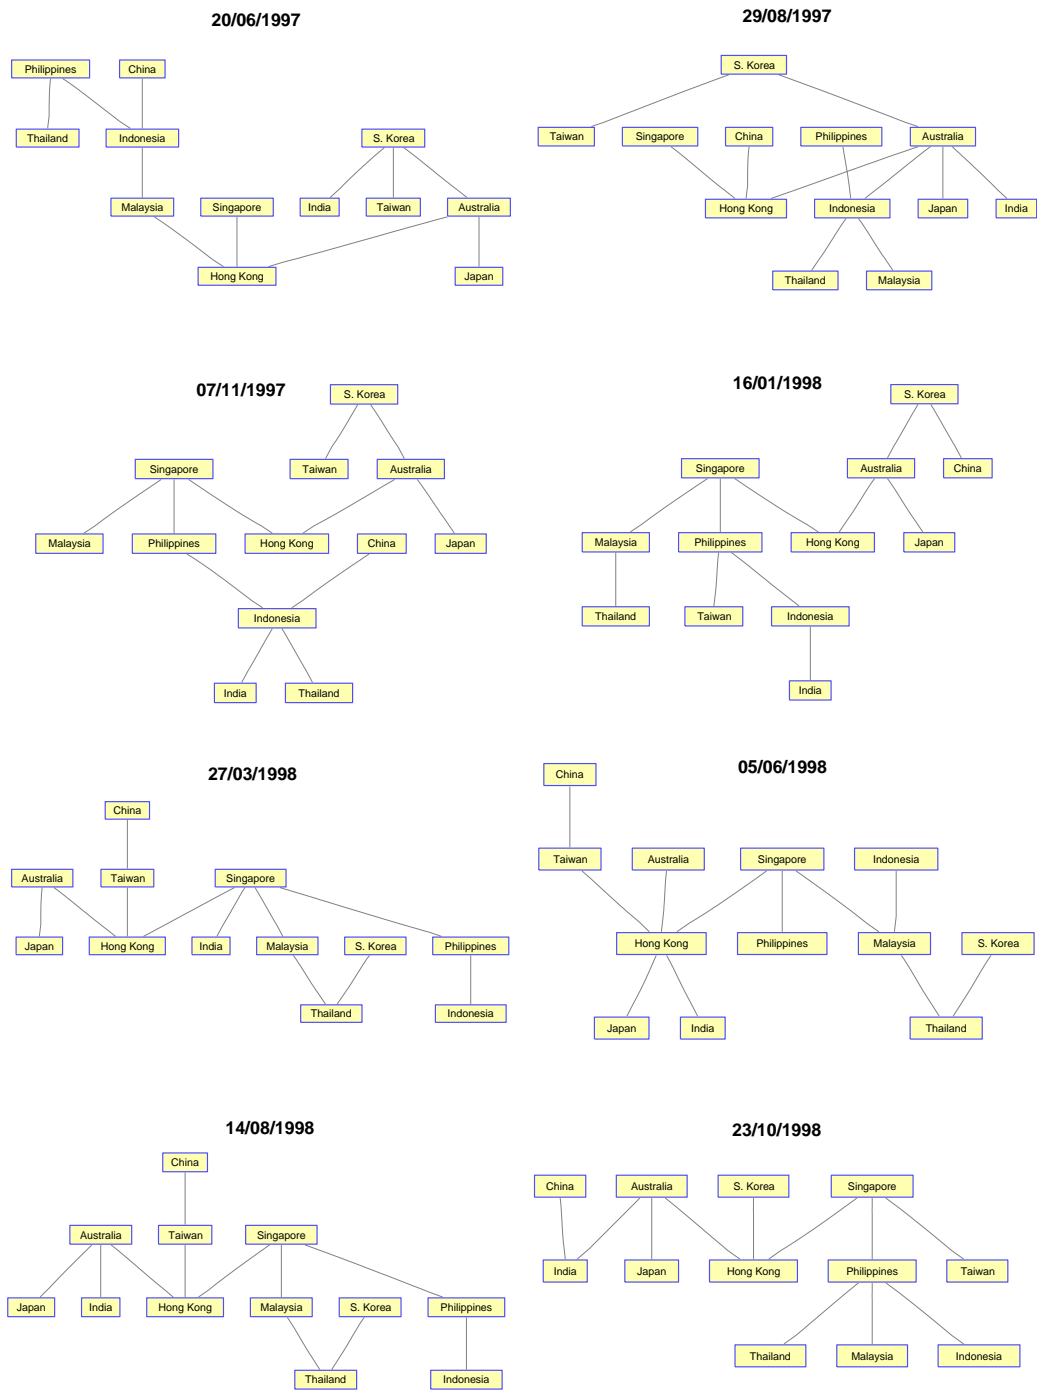 20/06/1997
Philippines
China
Thailand
Indonesia
S. Korea
Malaysia
Singapore
India
Taiwan
Australia
Hong Kong
Japan
29/08/1997
S. Korea
Taiwan
Singapore
China
Philippines
Australia
Hong Kong
Indonesia
Japan
India
Thailand
Malaysia
07/11/1997
S. Korea
Singapore
Taiwan
Australia
Malaysia
Philippines
Hong Kong
China
Japan
Indonesia
India
Thailand
16/01/1998
S. Korea
Singapore
Australia
China
Malaysia
Philippines
Hong Kong
Japan
Thailand
Taiwan
Indonesia
India
27/03/1998
China
Australia
Taiwan
Singapore
Japan
Hong Kong
India
Malaysia
S. Korea
Philippines
Thailand
Indonesia
05/06/1998
China
Taiwan
Australia
Singapore
Indonesia
Hong Kong
Philippines
Malaysia
S. Korea
Japan
India
Thailand
14/08/1998
China
Australia
Taiwan
Singapore
Japan
India
Hong Kong
Malaysia
S. Korea
Philippines
Thailand
Indonesia
23/10/1998
China
Australia
S. Korea
Singapore
India
Japan
Hong Kong
Philippines
Taiwan
Thailand
Malaysia
Indonesia